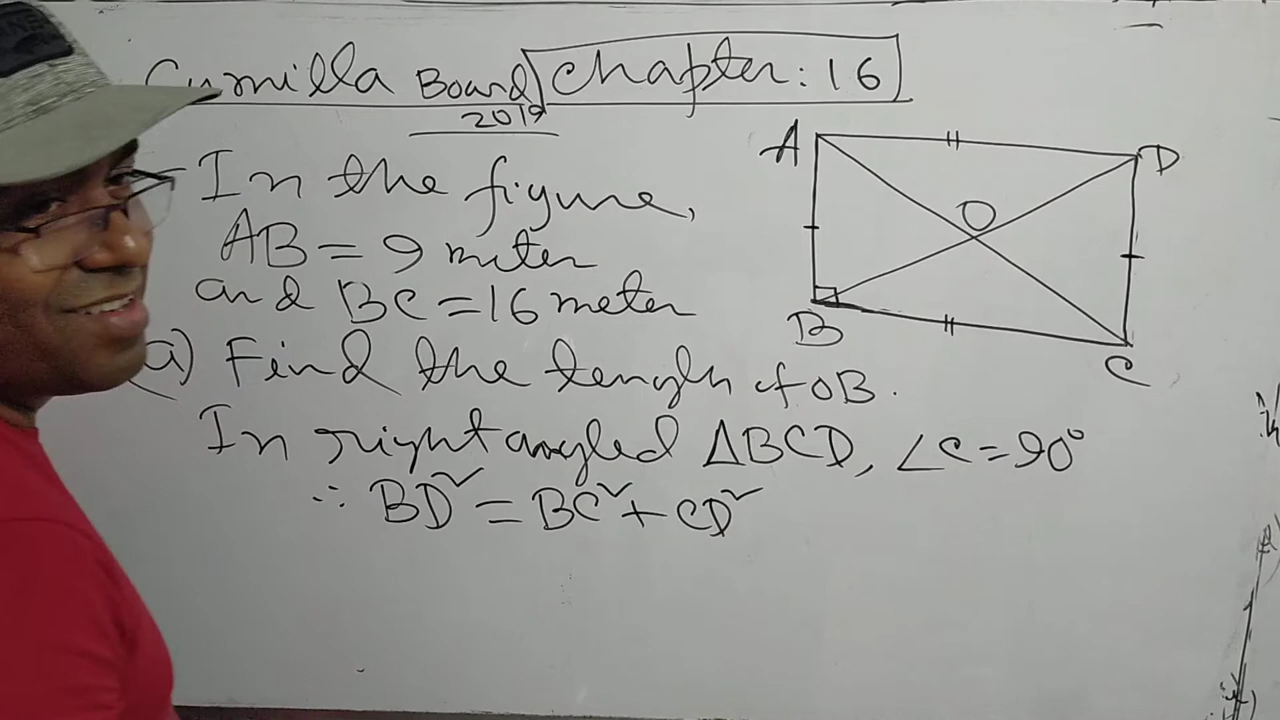 Cumilla Board Chapter: 16
2019
In the figure,
AB = 9 meter
and BC = 16 meter
(a) Find the length of OB.
In right angled ΔBCD, ∠C = 90°
∴ BD² = BC² + CD²
A D
O
B
C